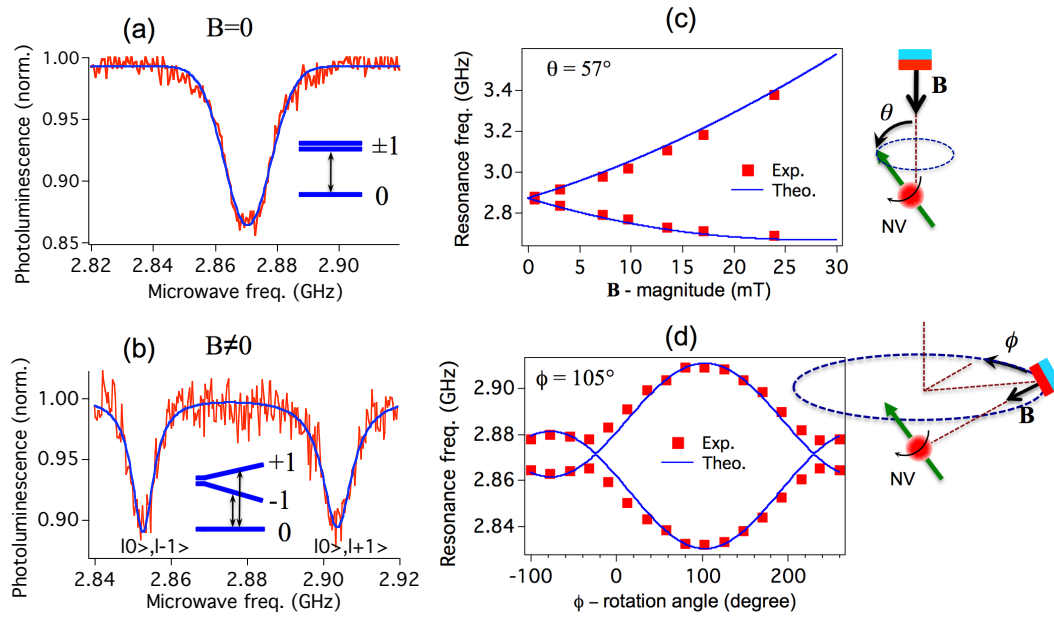 (a) B=0
Photoluminescence (norm.)
1.00
0.95
0.90
0.85
±1
0
2.82 2.84 2.86 2.88 2.90
Microwave freq. (GHz)
(b) B≠0
Photoluminescence (norm.)
1.00
0.95
0.90
+1
-1
0
|0>,|-1> |0>,|+1>
2.84 2.86 2.88 2.90 2.92
Microwave freq. (GHz)
(c)
Resonance freq. (GHz)
θ = 57°
3.4
3.2
2.8
Exp.
Theo.
0 5 10 15 20 25 30
B - magnitude (mT)
B
θ
NV
(d)
Resonance freq. (GHz)
ϕ = 105°
2.90
2.88
2.86
2.84
Exp.
Theo.
-100 0 100 200
ϕ – rotation angle (degree)
ϕ
B
NV